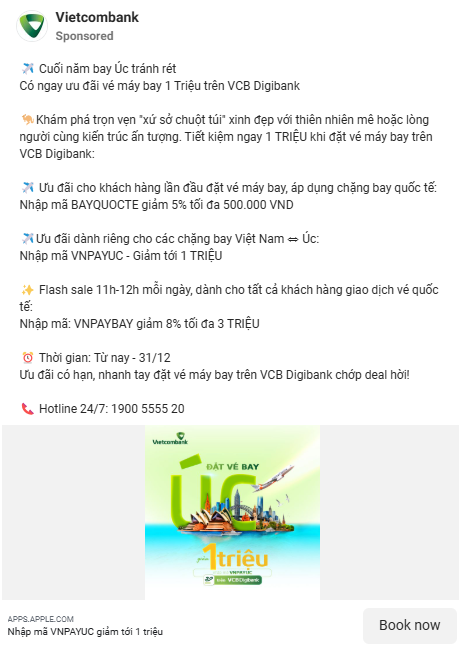 Vietcombank
Sponsored
✈️ Cuối năm bay Úc tránh rét
Có ngay ưu đãi vé máy bay 1 Triệu trên VCB Digibank
🐪Khám phá trọn vẹn "xứ sở chuột túi" xinh đẹp với thiên nhiên mê hoặc lòng
người cùng kiến trúc ấn tượng. Tiết kiệm ngay 1 TRIỆU khi đặt vé máy bay trên
VCB Digibank:
✈️ Ưu đãi cho khách hàng lần đầu đặt vé máy bay, áp dụng chặng bay quốc tế:
Nhập mã BAYQUOCTE giảm 5% tối đa 500.000 VND
✈️Ưu đãi dành riêng cho các chặng bay Việt Nam ⇔ Úc:
Nhập mã VNPAYUC - Giảm tới 1 TRIỆU
✨ Flash sale 11h-12h mỗi ngày, dành cho tất cả khách hàng giao dịch vé quốc
tế:
Nhập mã: VNPAYBAY giảm 8% tối đa 3 TRIỆU
⏰ Thời gian: Từ nay - 31/12
Ưu đãi có hạn, nhanh tay đặt vé máy bay trên VCB Digibank chớp deal hời!
📞 Hotline 24/7: 1900 5555 20
Vietcombank
ĐẶT VÉ BAY
ÚC
giảm 1 triệu
VNPAYUC
trên VCBDigibank
APPS.APPLE.COM
Nhập mã VNPAYUC giảm tới 1 triệu
Book now